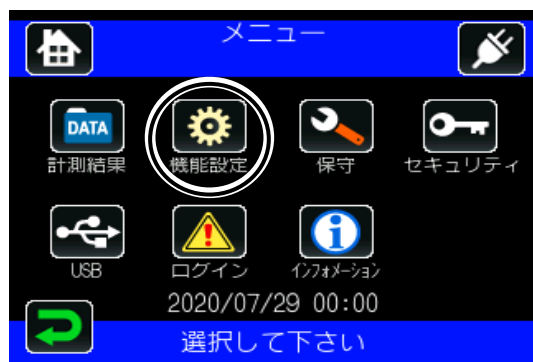 メニュー
DATA
計測結果 機能設定 保守 セキュリティ
USB ログイン ｲﾝﾌｫﾒｰｼｮﾝ
2020/07/29 00:00
選択して下さい